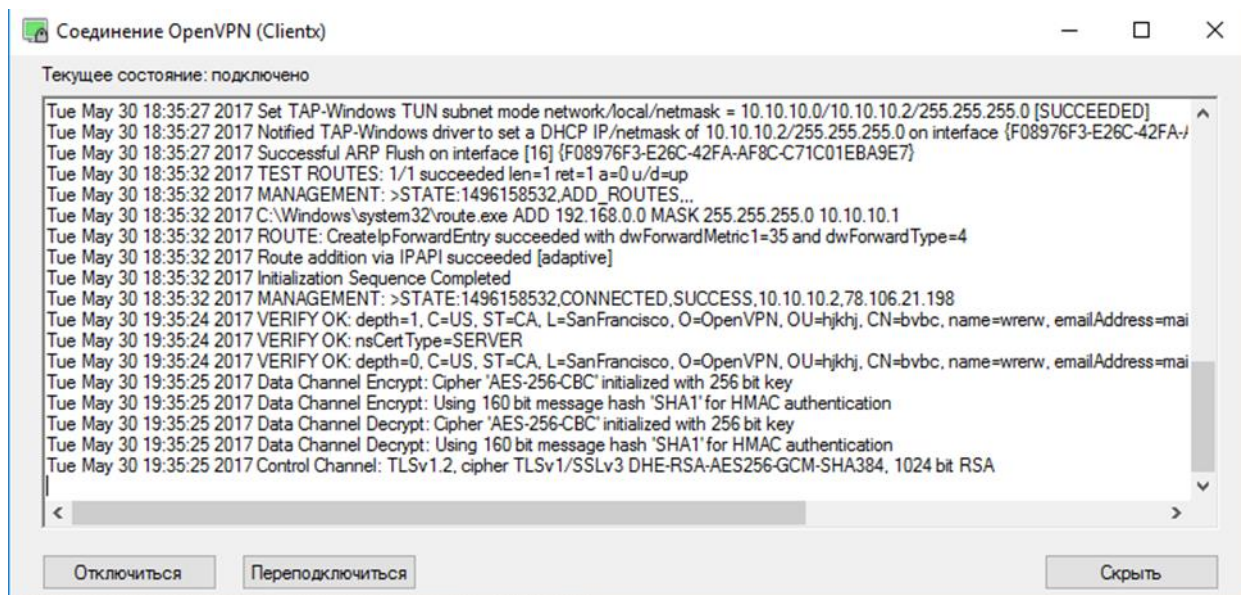 Соединение OpenVPN (Clientx)
Текущее состояние: подключено
Tue May 30 18:35:27 2017 Set TAP-Windows TUN subnet mode network/local/netmask = 10.10.10.0/10.10.10.2/255.255.255.0 [SUCCEEDED]
Tue May 30 18:35:27 2017 Notified TAP-Windows driver to set a DHCP IP/netmask of 10.10.10.2/255.255.255.0 on interface {F08976F3-E26C-42FA-A
Tue May 30 18:35:27 2017 Successful ARP Flush on interface [16] {F08976F3-E26C-42FA-AF8C-C71C01EBA9E7}
Tue May 30 18:35:32 2017 TEST ROUTES: 1/1 succeeded len=1 ret=1 a=0 u/d=up
Tue May 30 18:35:32 2017 MANAGEMENT: >STATE:1496158532,ADD_ROUTES,,,
Tue May 30 18:35:32 2017 C:\Windows\system32\route.exe ADD 192.168.0.0 MASK 255.255.255.0 10.10.10.1
Tue May 30 18:35:32 2017 ROUTE: CreateIpForwardEntry succeeded with dwForwardMetric1=35 and dwForwardType=4
Tue May 30 18:35:32 2017 Route addition via IPAPI succeeded [adaptive]
Tue May 30 18:35:32 2017 Initialization Sequence Completed
Tue May 30 18:35:32 2017 MANAGEMENT: >STATE:1496158532,CONNECTED,SUCCESS,10.10.10.2,78.106.21.198
Tue May 30 19:35:24 2017 VERIFY OK: depth=1, C=US, ST=CA, L=SanFrancisco, O=OpenVPN, OU=hjkhj, CN=bvbc, name=wrerw, emailAddress=mai
Tue May 30 19:35:24 2017 VERIFY OK: nsCertType=SERVER
Tue May 30 19:35:24 2017 VERIFY OK: depth=0, C=US, ST=CA, L=SanFrancisco, O=OpenVPN, OU=hjkhj, CN=bvbc, name=wrerw, emailAddress=mai
Tue May 30 19:35:25 2017 Data Channel Encrypt: Cipher 'AES-256-CBC' initialized with 256 bit key
Tue May 30 19:35:25 2017 Data Channel Encrypt: Using 160 bit message hash 'SHA1' for HMAC authentication
Tue May 30 19:35:25 2017 Data Channel Decrypt: Cipher 'AES-256-CBC' initialized with 256 bit key
Tue May 30 19:35:25 2017 Data Channel Decrypt: Using 160 bit message hash 'SHA1' for HMAC authentication
Tue May 30 19:35:25 2017 Control Channel: TLSv1.2, cipher TLSv1/SSLv3 DHE-RSA-AES256-GCM-SHA384, 1024 bit RSA
Отключиться Переподключиться Скрыть